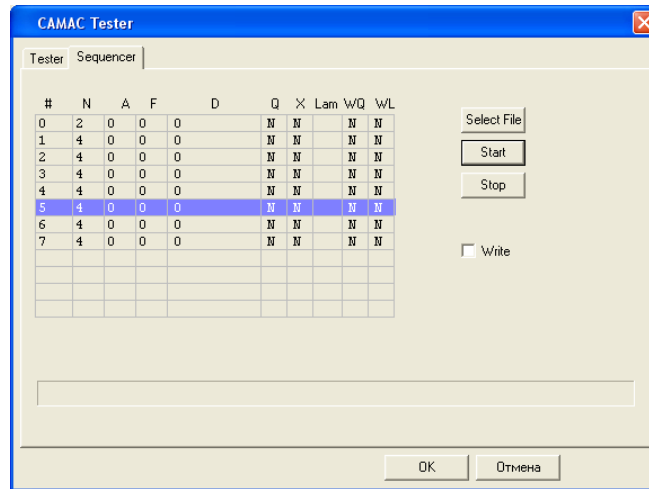 CAMAC Tester
Tester Sequencer
# N A F D Q X Lam WQ WL
0 2 0 0 0 N N N N
1 4 0 0 0 N N N N
2 4 0 0 0 N N N N
3 4 0 0 0 N N N N
4 4 0 0 0 N N N N
5 4 0 0 0 N N N N
6 4 0 0 0 N N N N
7 4 0 0 0 N N N N
Select File
Start
Stop
Write
OK Отмена